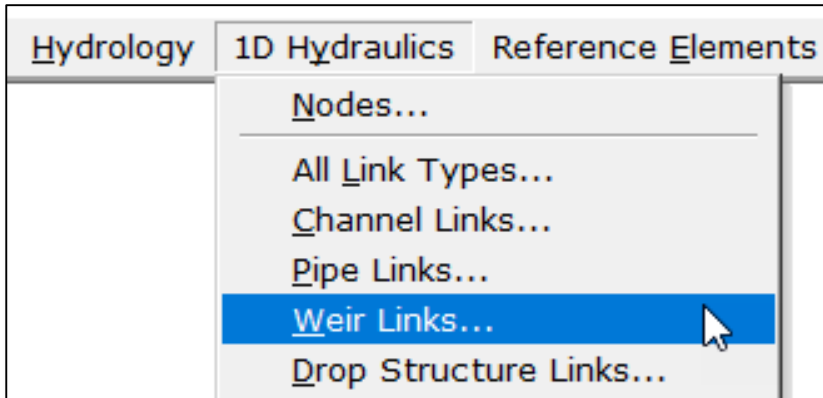 Hydrology 1D Hydraulics Reference Elements
Nodes...
All Link Types...
Channel Links...
Pipe Links...
Weir Links...
Drop Structure Links...